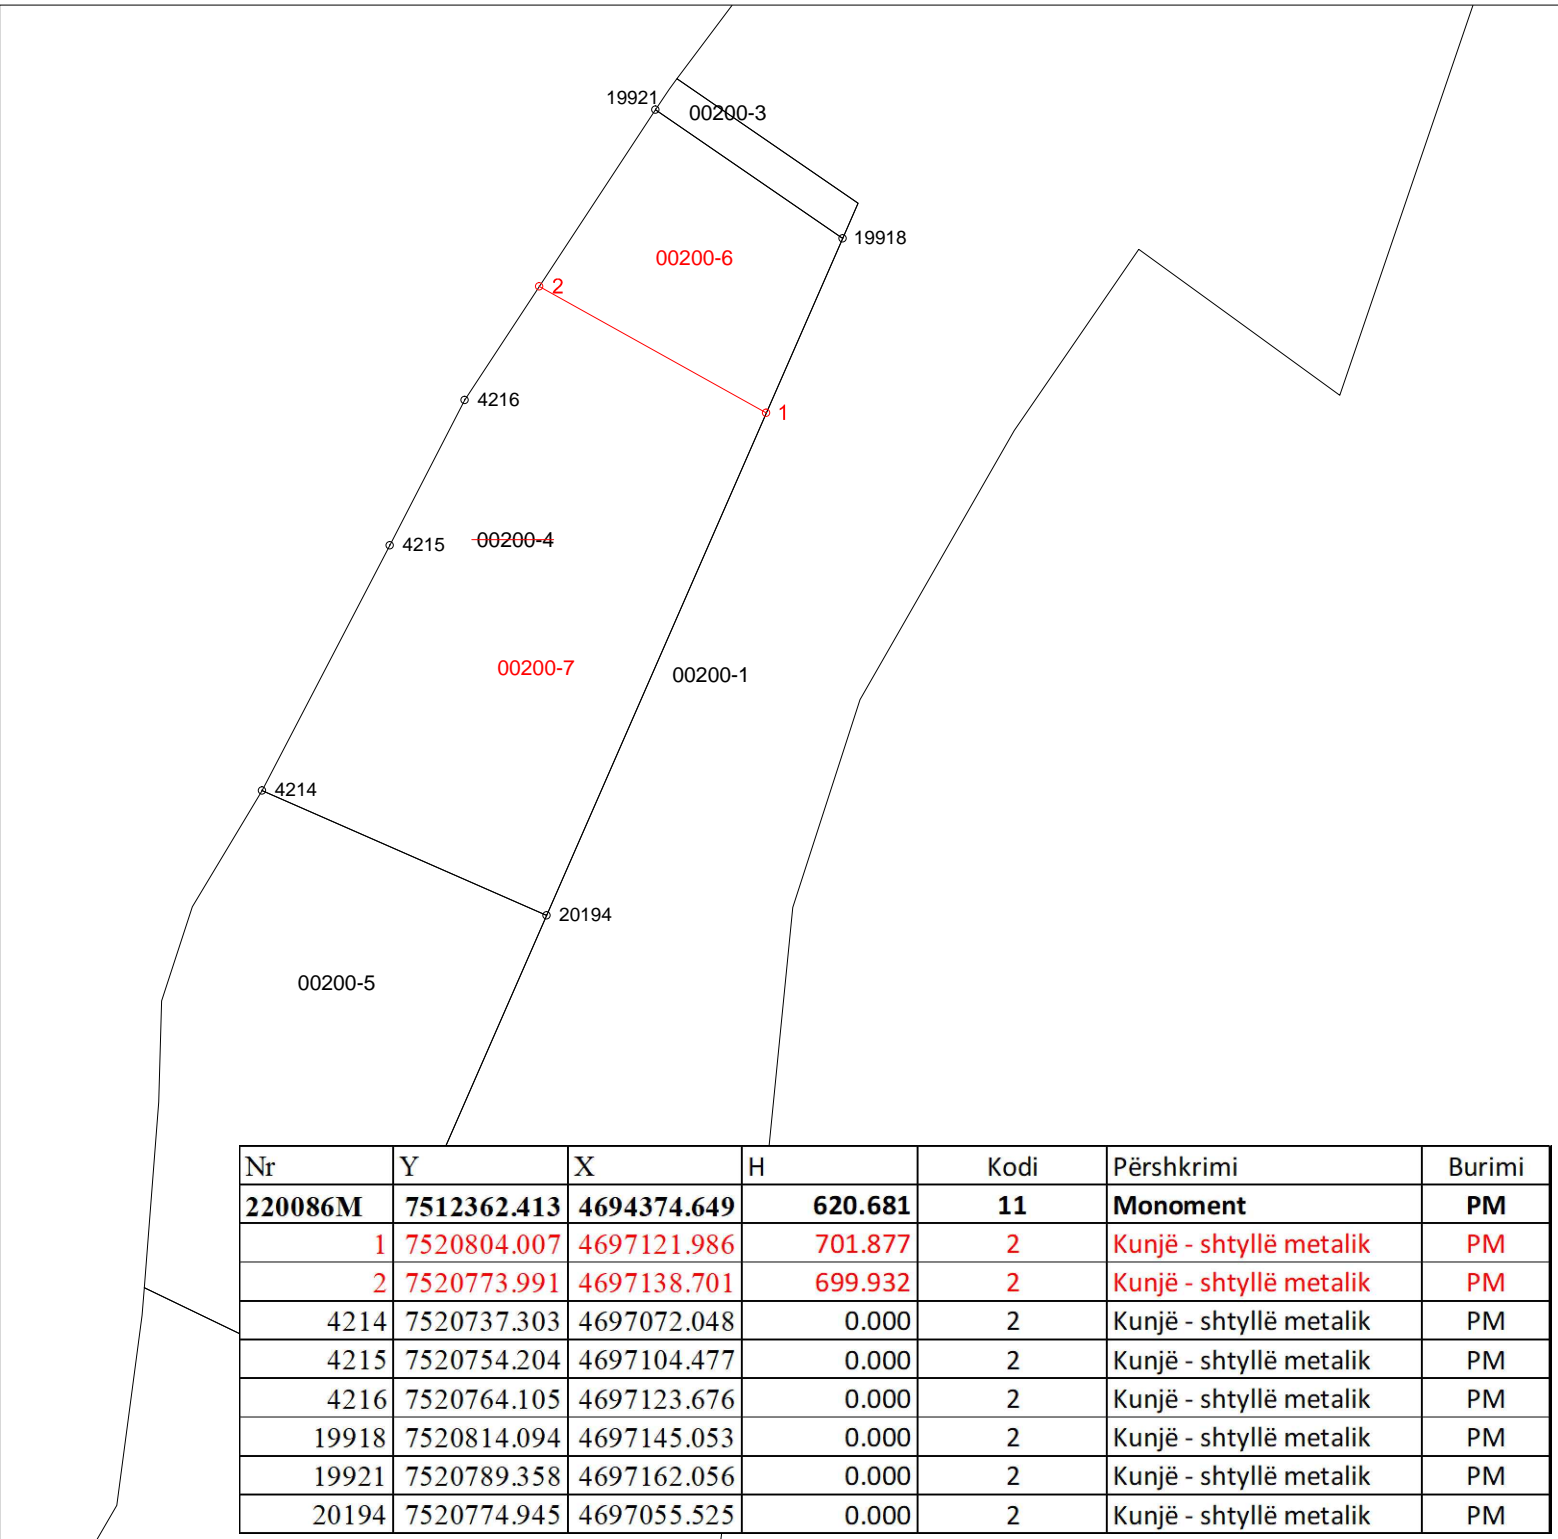 19921
00200-3
19918
00200-6
2
4216
1
4215
00200-4
00200-7
00200-1
4214
20194
00200-5
Nr Y X H Kodi Përshkrimi Burimi
220086M 7512362.413 4694374.649 620.681 11 Monoment PM
1 7520804.007 4697121.986 701.877 2 Kunjë - shtyllë metalik PM
2 7520773.991 4697138.701 699.932 2 Kunjë - shtyllë metalik PM
4214 7520737.303 4697072.048 0.000 2 Kunjë - shtyllë metalik PM
4215 7520754.204 4697104.477 0.000 2 Kunjë - shtyllë metalik PM
4216 7520764.105 4697123.676 0.000 2 Kunjë - shtyllë metalik PM
19918 7520814.094 4697145.053 0.000 2 Kunjë - shtyllë metalik PM
19921 7520789.358 4697162.056 0.000 2 Kunjë - shtyllë metalik PM
20194 7520774.945 4697055.525 0.000 2 Kunjë - shtyllë metalik PM